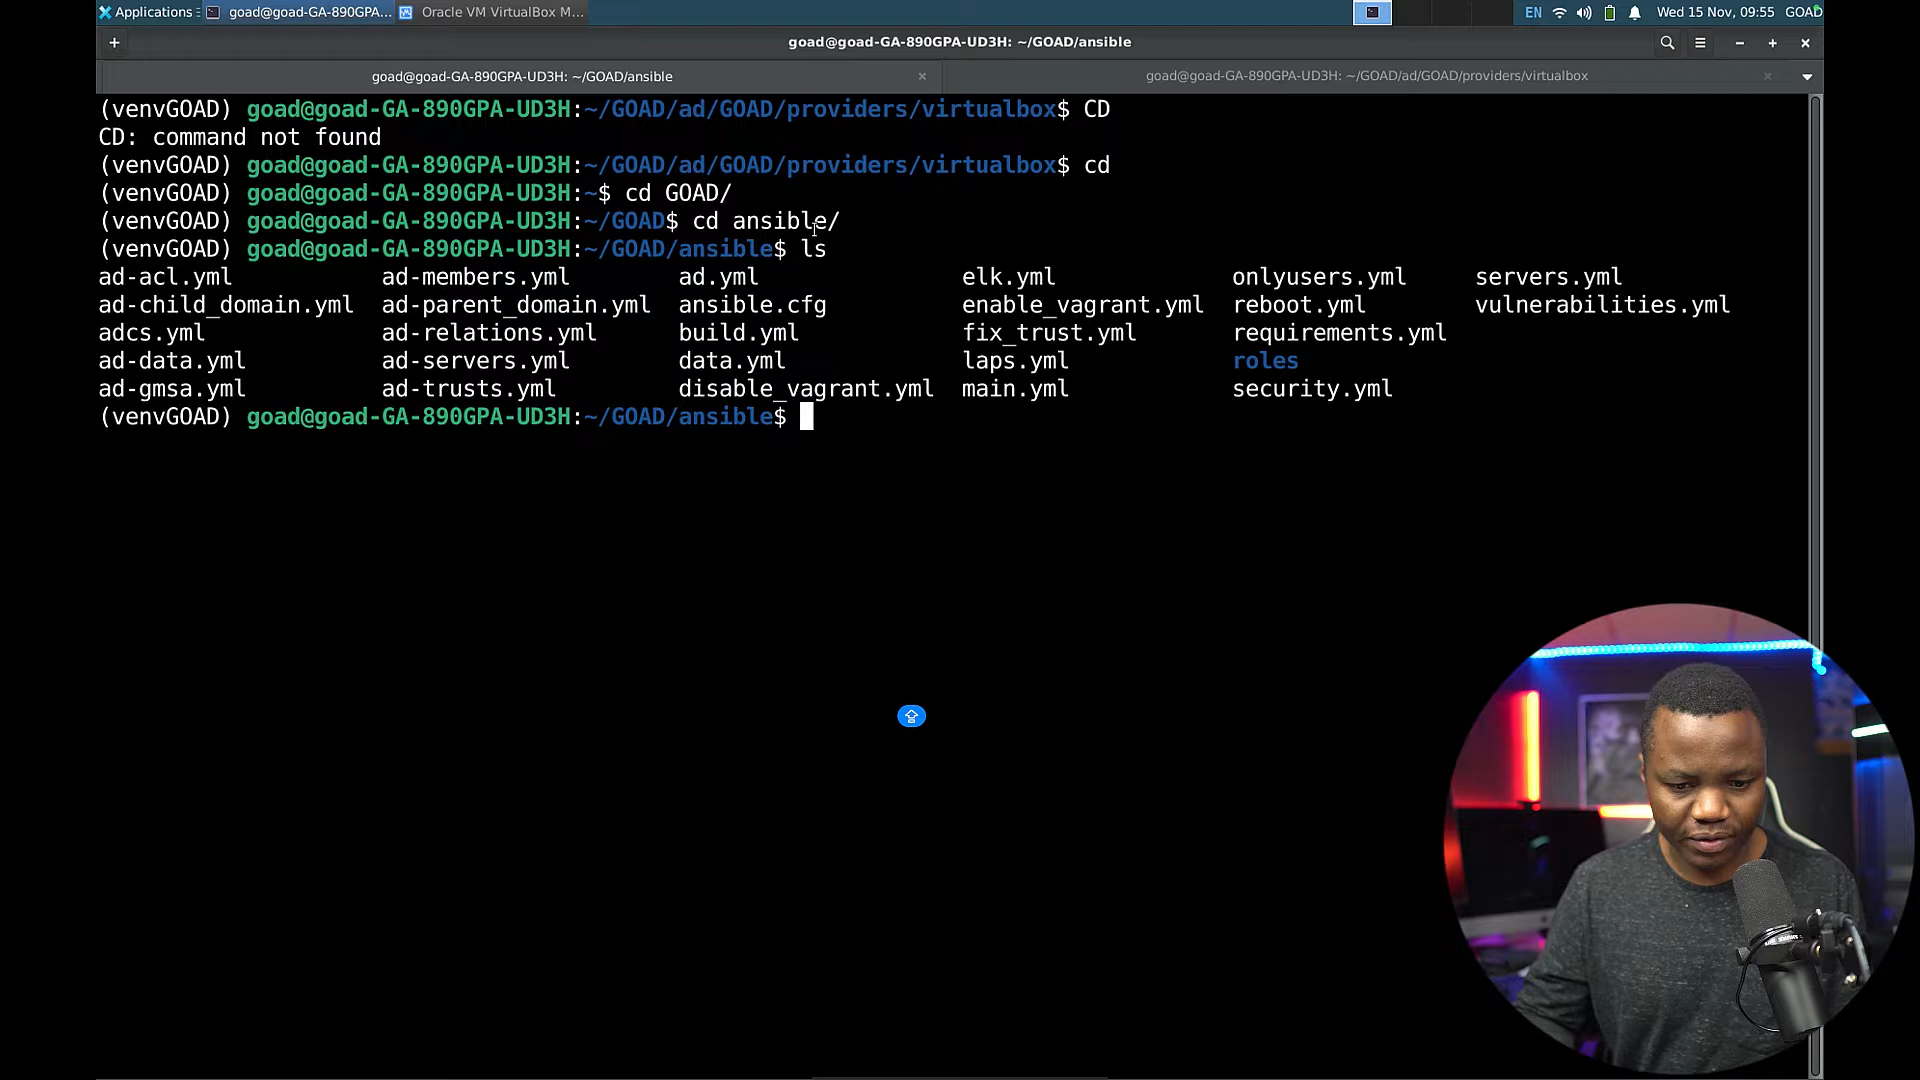 Applications
goad@goad-GA-890GPA...
Oracle VM VirtualBox M...
EN
Wed 15 Nov, 09:55
GOAD
goad@goad-GA-890GPA-UD3H: ~/GOAD/ansible
goad@goad-GA-890GPA-UD3H: ~/GOAD/ansible
goad@goad-GA-890GPA-UD3H: ~/GOAD/ad/GOAD/providers/virtualbox
(venvGOAD) goad@goad-GA-890GPA-UD3H:~/GOAD/ad/GOAD/providers/virtualbox$ CD
CD: command not found
(venvGOAD) goad@goad-GA-890GPA-UD3H:~/GOAD/ad/GOAD/providers/virtualbox$ cd
(venvGOAD) goad@goad-GA-890GPA-UD3H:~$ cd GOAD/
(venvGOAD) goad@goad-GA-890GPA-UD3H:~/GOAD$ cd ansible/
(venvGOAD) goad@goad-GA-890GPA-UD3H:~/GOAD/ansible$ ls
ad-acl.yml ad-members.yml ad.yml elk.yml onlyusers.yml servers.yml
ad-child_domain.yml ad-parent_domain.yml ansible.cfg enable_vagrant.yml reboot.yml vulnerabilities.yml
adcs.yml ad-relations.yml build.yml fix_trust.yml requirements.yml
ad-data.yml ad-servers.yml data.yml laps.yml roles
ad-gmsa.yml ad-trusts.yml disable_vagrant.yml main.yml security.yml
(venvGOAD) goad@goad-GA-890GPA-UD3H:~/GOAD/ansible$